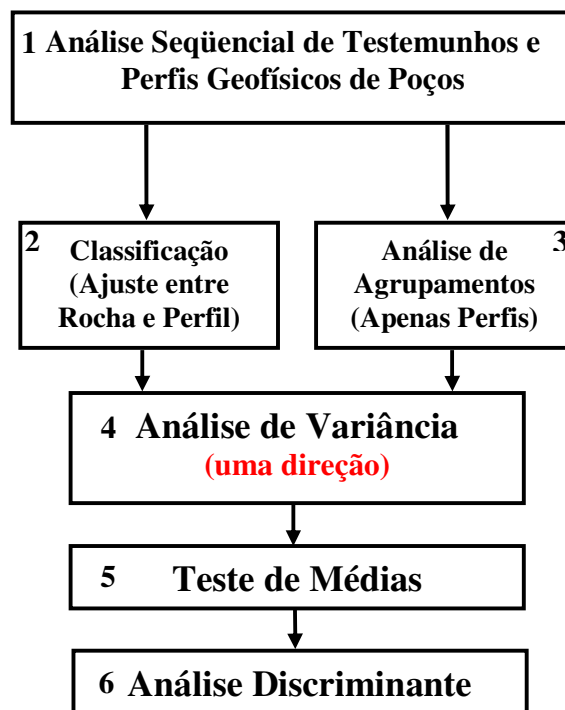 1 Análise Seqüencial de Testemunhos e
Perfis Geofísicos de Poços
2
Classificação
(Ajuste entre
Rocha e Perfil)
3
Análise de
Agrupamentos
(Apenas Perfis)
4 Análise de Variância
(uma direção)
5 Teste de Médias
6 Análise Discriminante